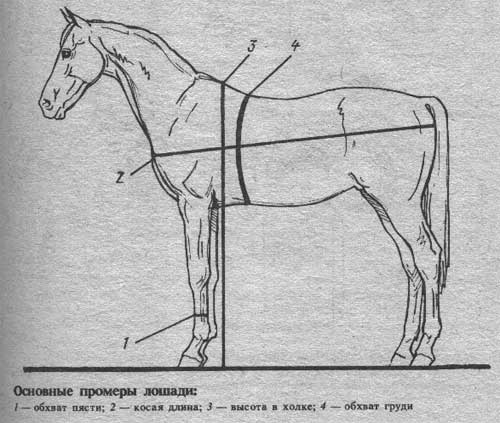 3
4
2
1
Основные промеры лошади:
1 — обхват пясти; 2 — косая длина; 3 — высота в холке; 4 — обхват груди